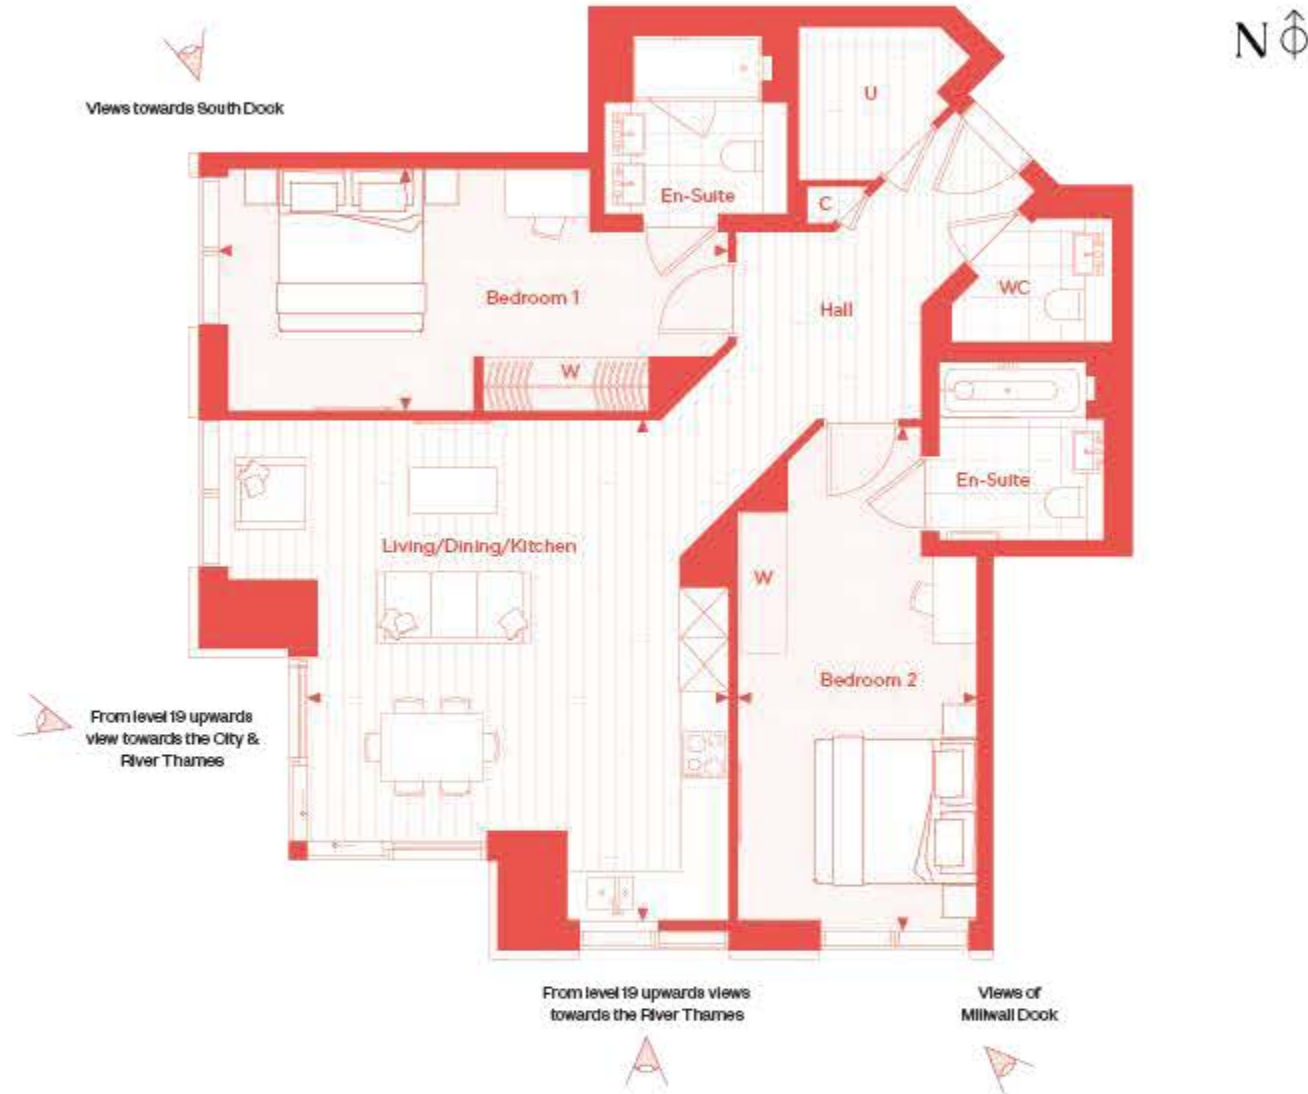 N
Views towards South Dock
U
En-Suite
C
Bedroom 1
Hall
WC
W
En-Suite
Living/Dining/Kitchen
W
Bedroom 2
From level 19 upwards
view towards the City &
River Thames
From level 19 upwards views
towards the River Thames
Views of
Millwall Dock